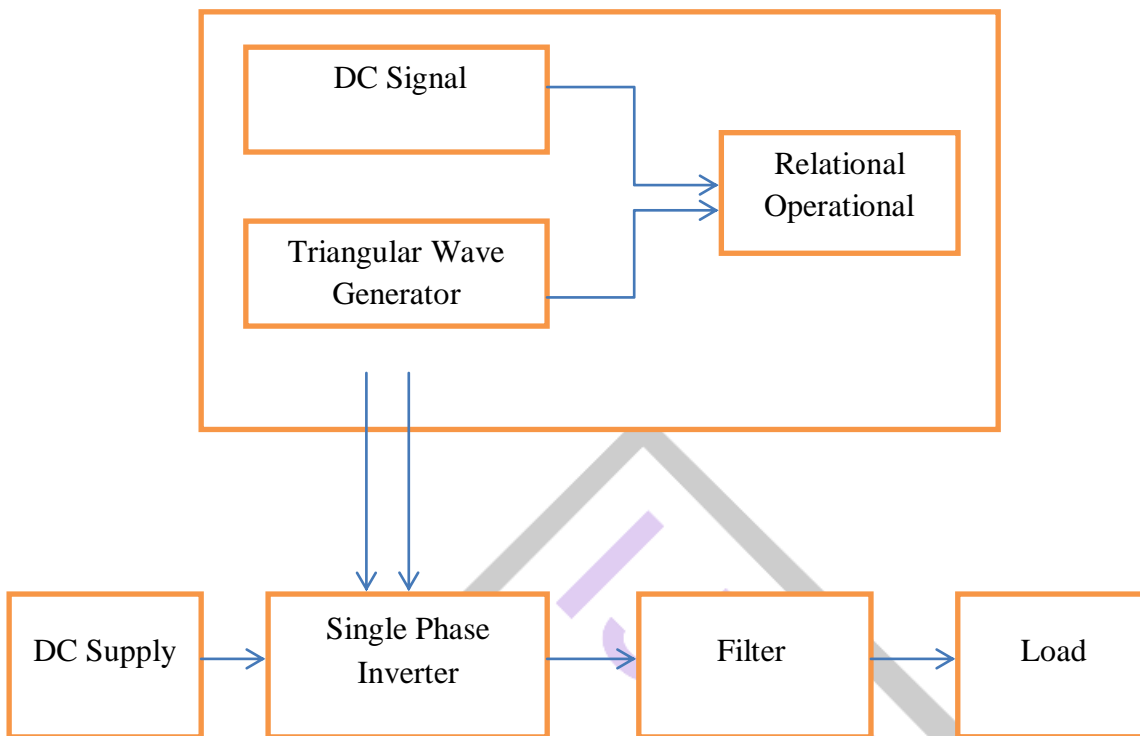 DC Signal
Relational
Operational
Triangular Wave
Generator
DC Supply
Single Phase
Inverter
Filter
Load